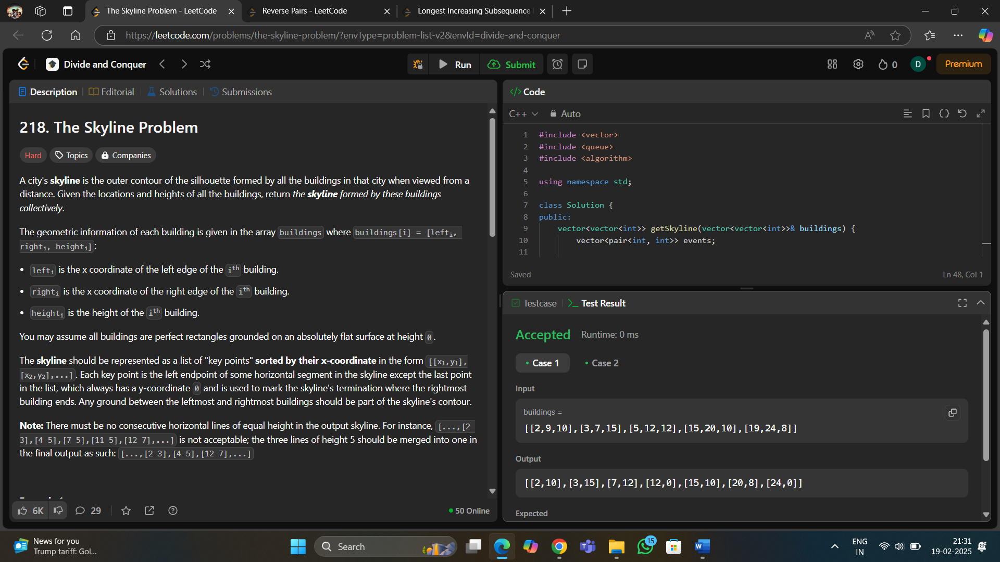 The Skyline Problem - LeetCode
Reverse Pairs - LeetCode
Longest Increasing Subsequence
https://leetcode.com/problems/the-skyline-problem/?envType=problem-list-v2&envId=divide-and-conquer
Divide and Conquer
Run
Submit
0
D
Premium
Description
Editorial
Solutions
Submissions
218. The Skyline Problem
Hard
Topics
Companies
A city's skyline is the outer contour of the silhouette formed by all the buildings in that city when viewed from a
distance. Given the locations and heights of all the buildings, return the skyline formed by these buildings
collectively.
The geometric information of each building is given in the array buildings where buildings[i] = [lefti,
righti, heighti]:
• lefti is the x coordinate of the left edge of the ith building.
• righti is the x coordinate of the right edge of the ith building.
• heighti is the height of the ith building.
You may assume all buildings are perfect rectangles grounded on an absolutely flat surface at height 0.
The skyline should be represented as a list of "key points" sorted by their x-coordinate in the form [[x1,y1],
[x2,y2],...]. Each key point is the left endpoint of some horizontal segment in the skyline except the last point
in the list, which always has a y-coordinate 0 and is used to mark the skyline's termination where the rightmost
building ends. Any ground between the leftmost and rightmost buildings should be part of the skyline's contour.
Note: There must be no consecutive horizontal lines of equal height in the output skyline. For instance, [...,[2
3],[4 5],[7 5],[11 5],[12 7],...] is not acceptable; the three lines of height 5 should be merged into one in
the final output as such: [...,[2 3],[4 5],[12 7],...]
6K
29
50 Online
Code
C++
Auto
1 #include <vector>
2 #include <queue>
3 #include <algorithm>
4
5 using namespace std;
6
7 class Solution {
8 public:
9 vector<vector<int>> getSkyline(vector<vector<int>>& buildings) {
10 vector<pair<int, int>> events;
11
Saved
Ln 48, Col 1
Testcase
Test Result
Accepted
Runtime: 0 ms
• Case 1
• Case 2
Input
buildings =
[[2,9,10],[3,7,15],[5,12,12],[15,20,10],[19,24,8]]
Output
[[2,10],[3,15],[7,12],[12,0],[15,10],[20,8],[24,0]]
Expected
News for you
Trump tariff: Gol...
Search
15
ENG
IN
21:31
19-02-2025